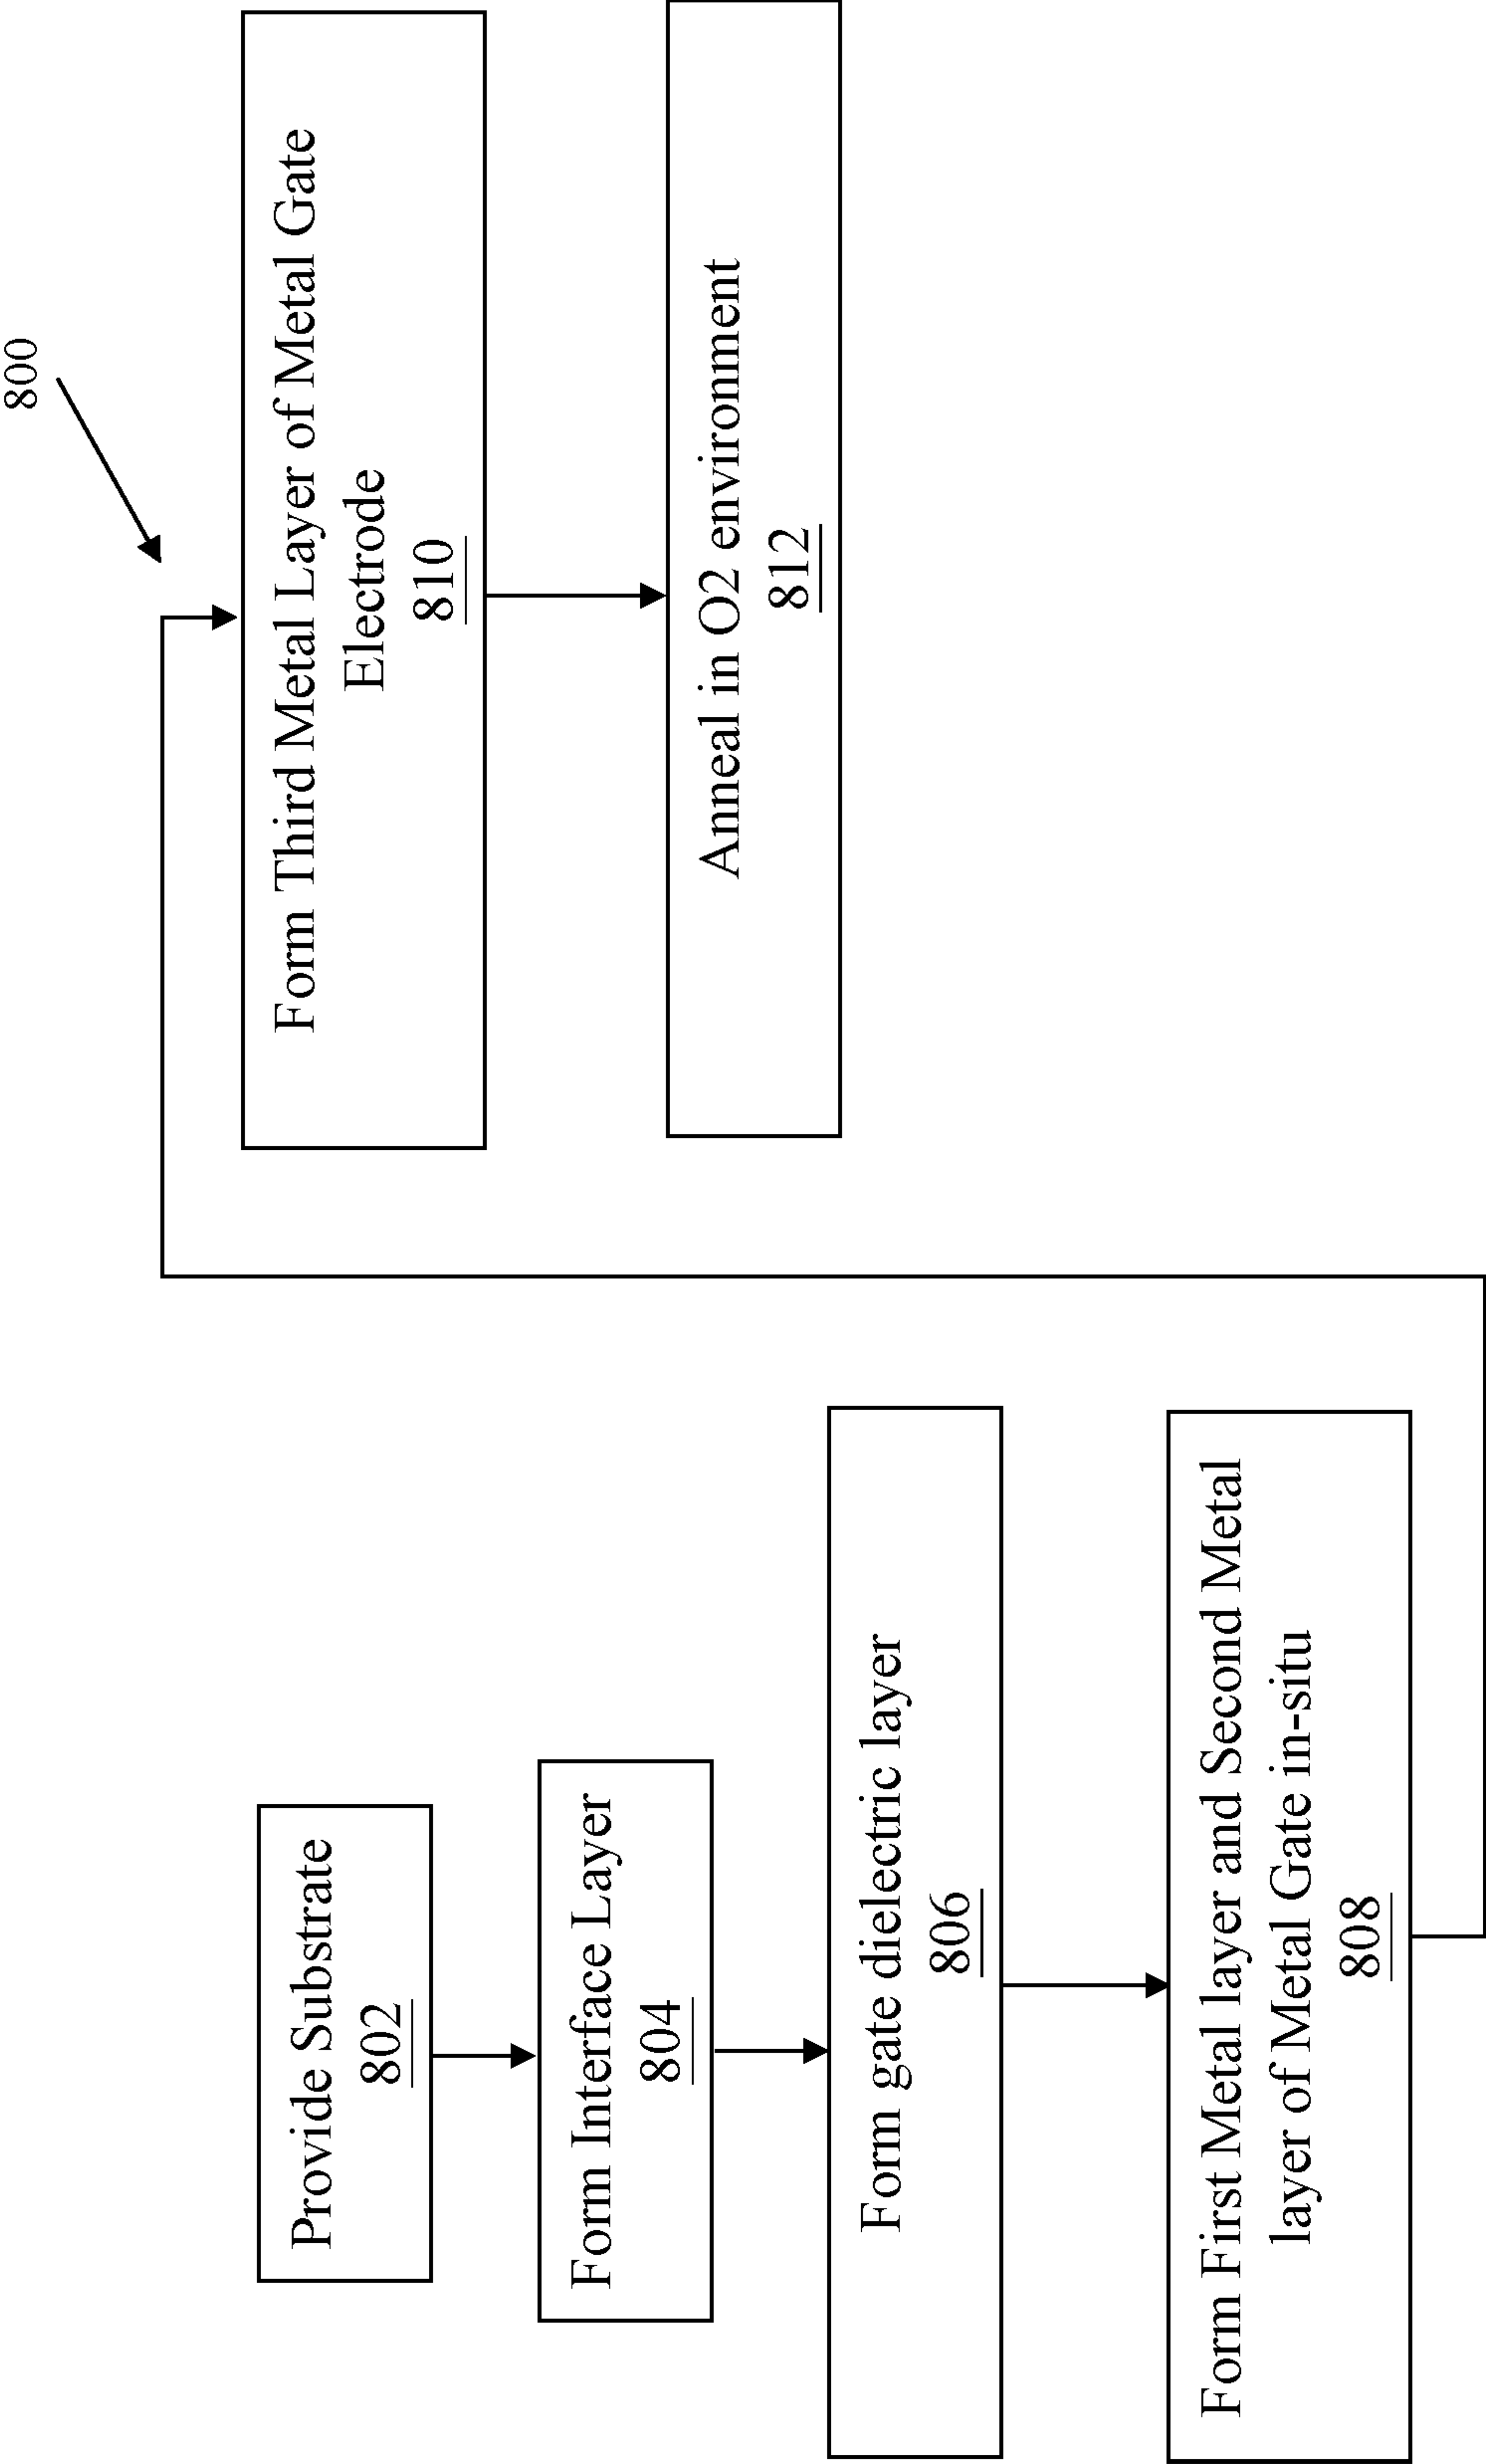 800
Provide Substrate
802
Form Interface Layer
804
Form gate dielectric layer
806
Form First Metal layer and Second Metal
layer of Metal Gate in-situ
808
Form Third Metal Layer of Metal Gate
Electrode
810
Anneal in O2 environment
812